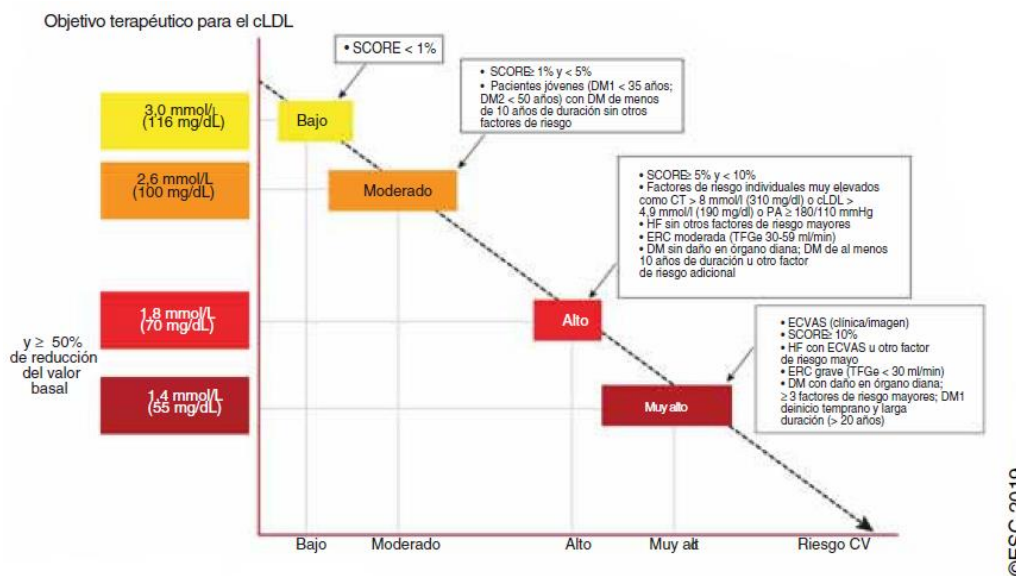 Objetivo terapéutico para el cLDL
• SCORE < 1%
• SCORE≥ 1% y < 5%
• Pacientes jóvenes (DM1 < 35 años;
DM2 < 50 años) con DM de menos
de 10 años de duración sin otros
factores de riesgo
3,0 mmol/L
(116 mg/dL)
Bajo
2,6 mmol/L
(100 mg/dL)
Moderado
• SCORE≥ 5% y < 10%
• Factores de riesgo individuales muy elevados
como CT > 8 mmol/l (310 mg/dl) o cLDL >
4,9 mmol/l (190 mg/dl) o PA ≥ 180/110 mmHg
• HF sin otros factores de riesgo mayores
• ERC moderada (TFGe 30-59 ml/min)
• DM sin daño en órgano diana; DM de al menos
10 años de duración u otro factor
de riesgo adicional
1,8 mmol/L
(70 mg/dL)
Alto
y ≥ 50%
de reducción
del valor
basal
• ECVAS (clínica/imagen)
• SCORE≥ 10%
• HF con ECVAS u otro factor
de riesgo mayo
• ERC grave (TFGe < 30 ml/min)
• DM con daño en órgano diana;
≥ 3 factores de riesgo mayores; DM1
deinicio temprano y larga
duración (> 20 años)
1,4 mmol/L
(55 mg/dL)
Muy alto
Bajo
Moderado
Alto
Muy alt
Riesgo CV
©ESC 2019